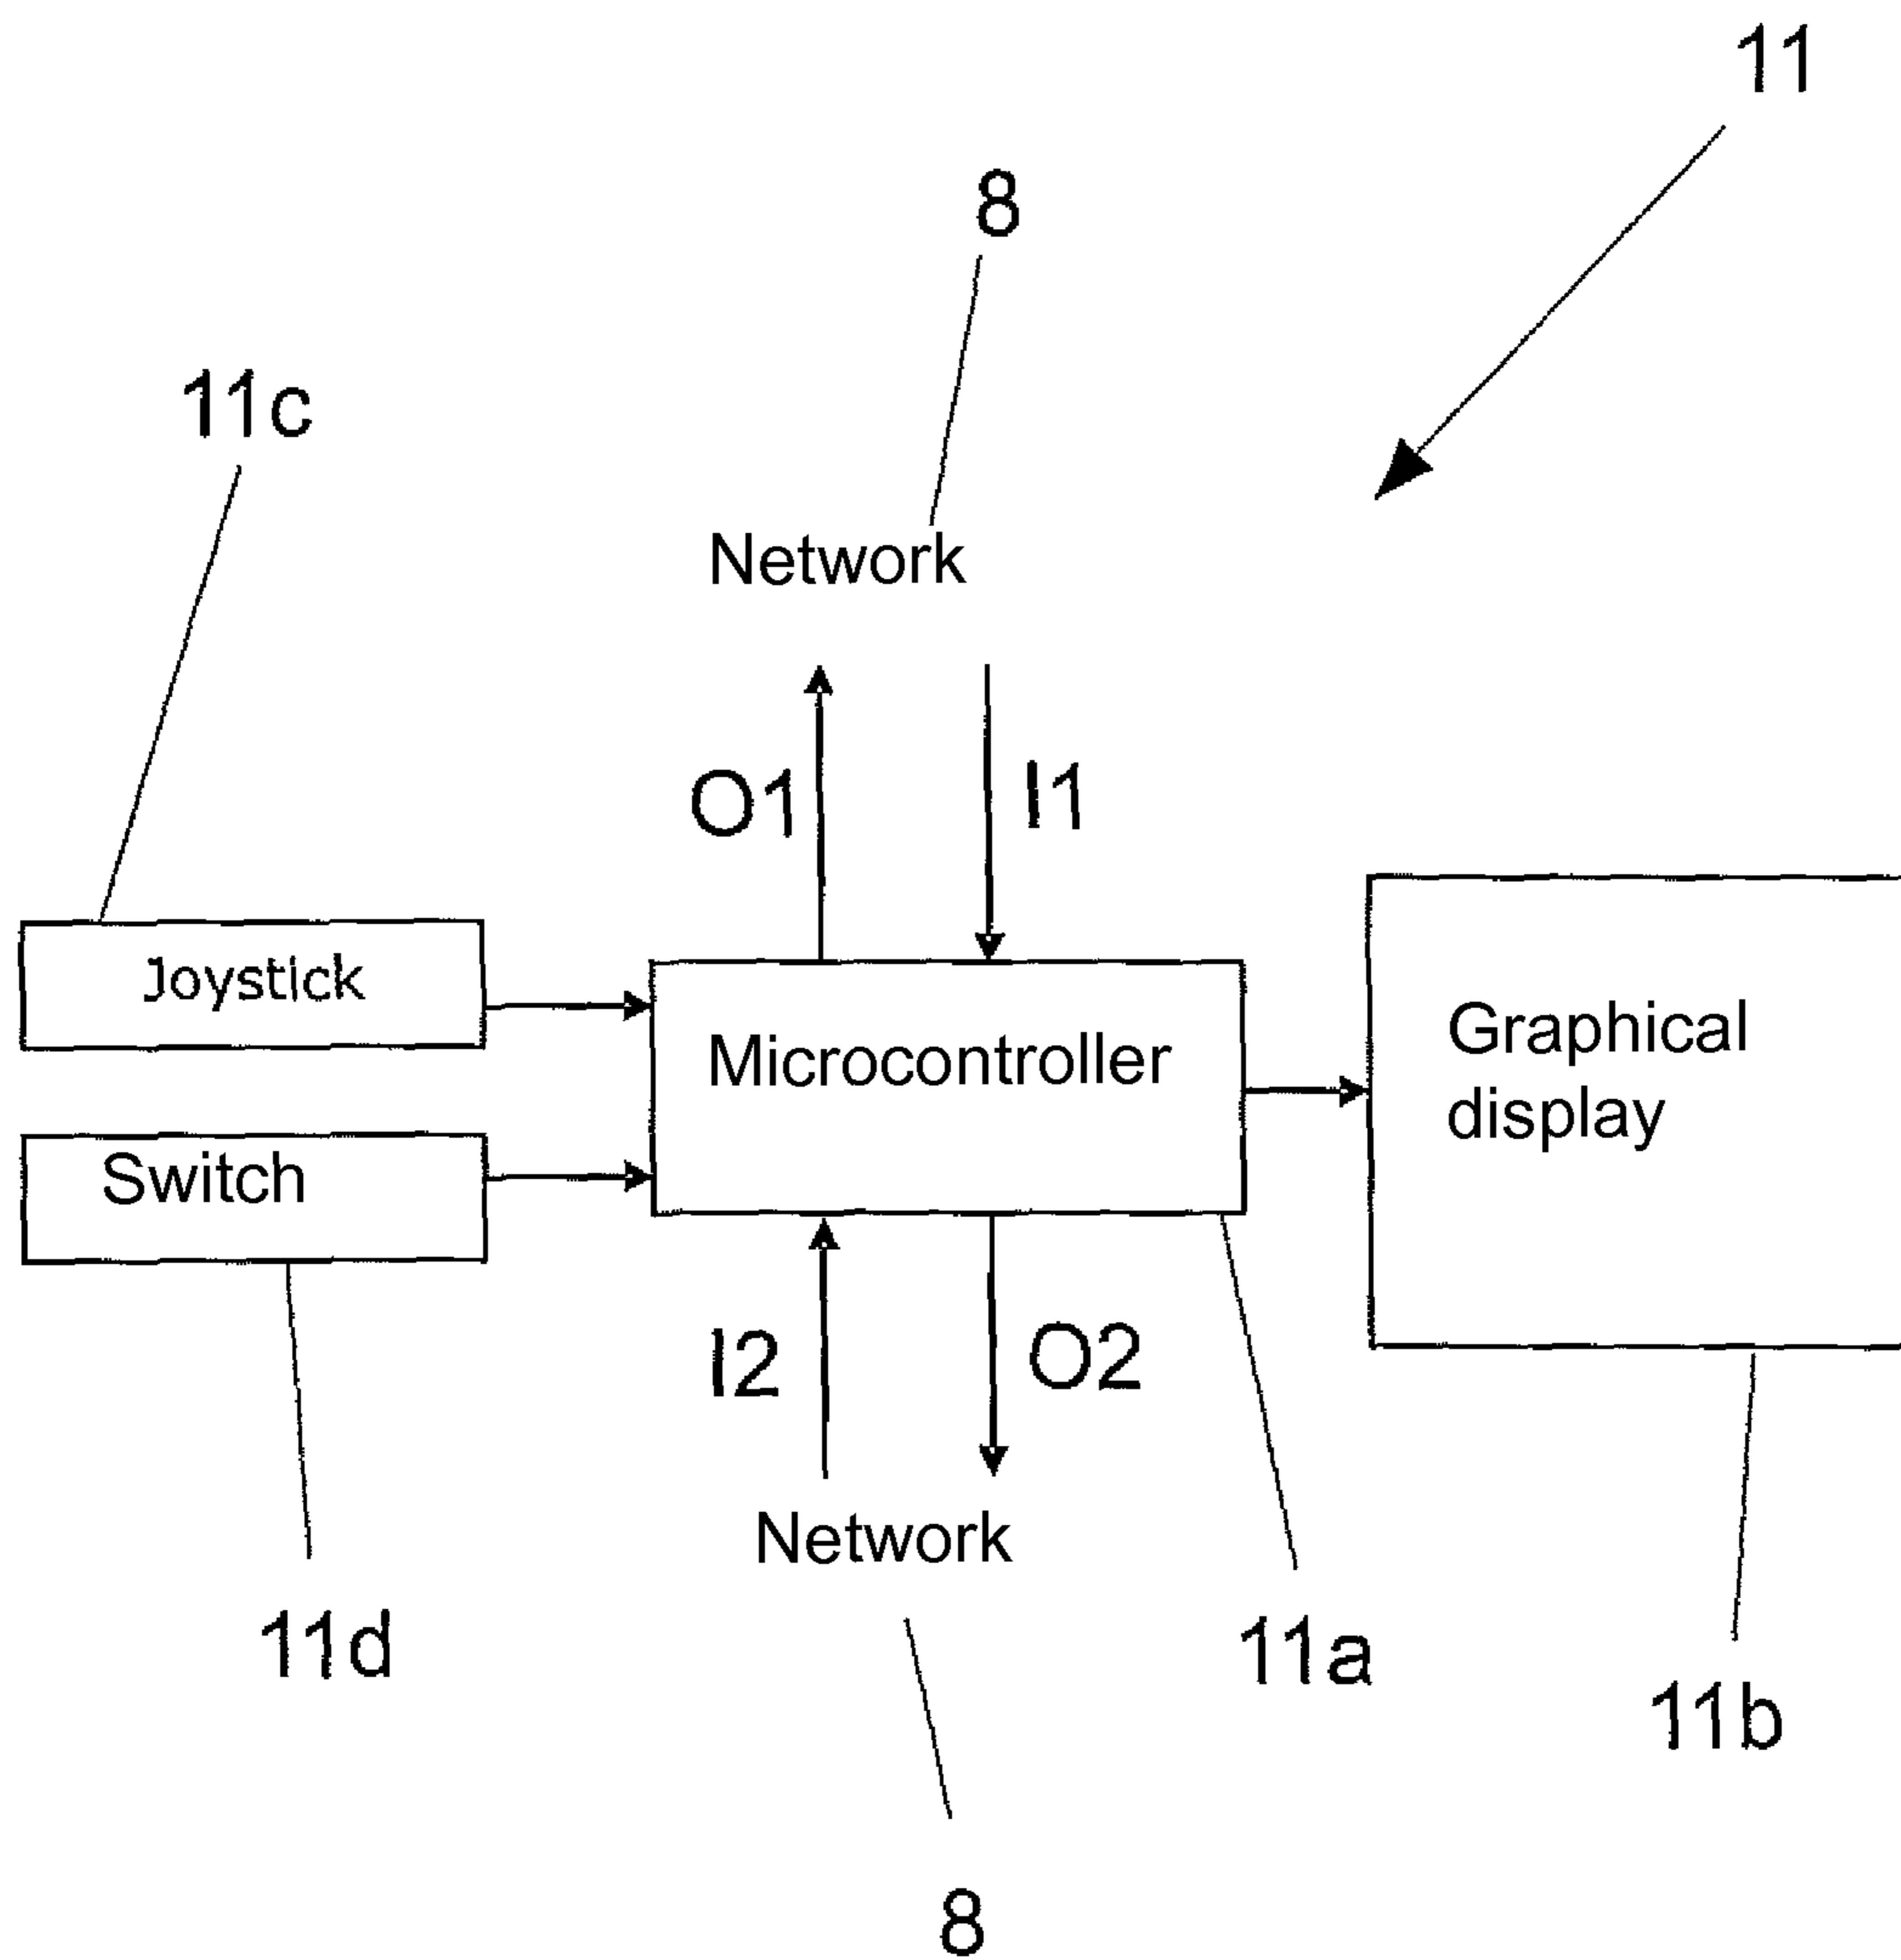 11
8
11c
Network
O1
I1
Joystick
Microcontroller
Graphical
display
Switch
I2
O2
Network
11d
11a
11b
8